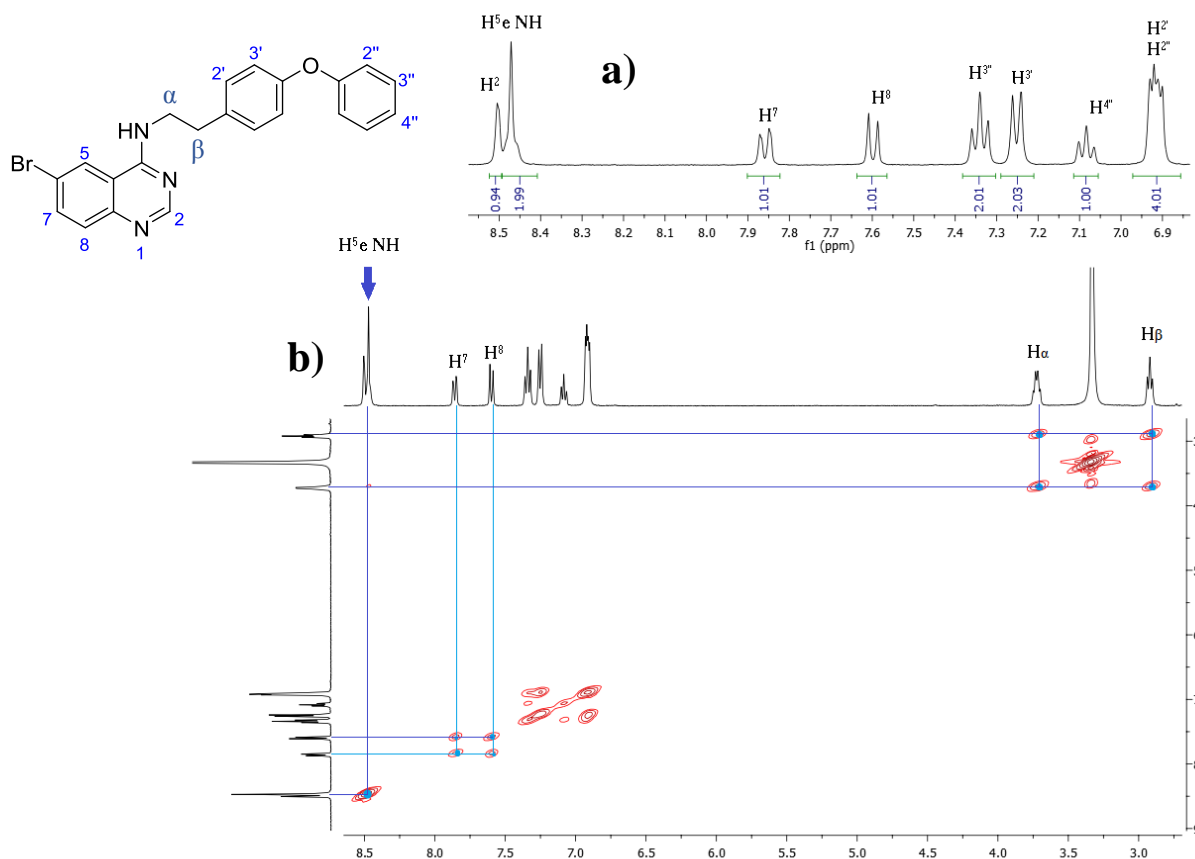 H⁵e NH
H²
a)
H⁷
H⁸
H³''
H³'
H⁴''
H²'
H²''
0.94
1.99
1.01
1.01
2.01
2.03
1.00
4.01
8.5 8.4 8.3 8.2 8.1 8.0 7.9 7.8 7.7 7.6 7.5 7.4 7.3 7.2 7.1 7.0 6.9
f1 (ppm)
3'
O
2''
2'
3''
α
4''
HN
β
Br
5
N
7
2
8
N
1
H⁵e NH
b)
H⁷
H⁸
Hα
Hβ
8.5 8.0 7.5 7.0 6.5 6.0 5.5 5.0 4.5 4.0 3.5 3.0